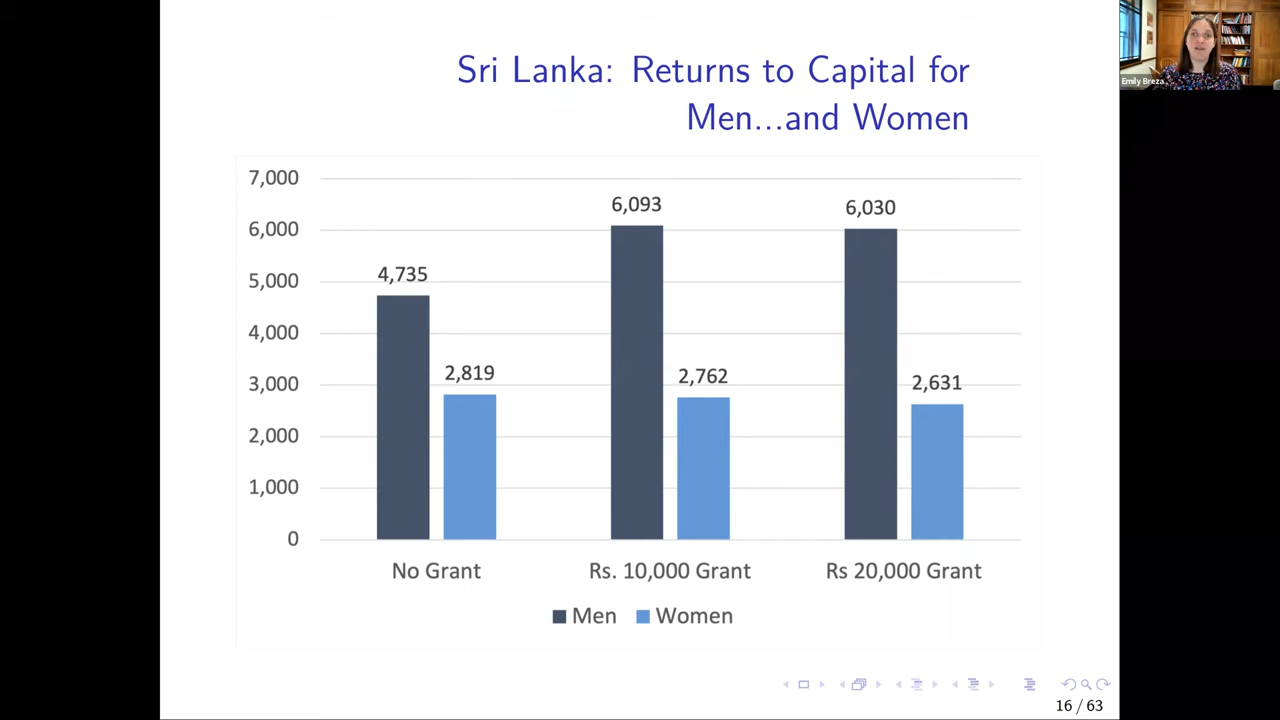 Sri Lanka: Returns to Capital for
Men...and Women
Emily Breza
7,000
6,000
5,000
4,000
3,000
2,000
1,000
0
4,735
2,819
6,093
2,762
6,030
2,631
No Grant
Rs. 10,000 Grant
Rs 20,000 Grant
Men
Women
16 / 63